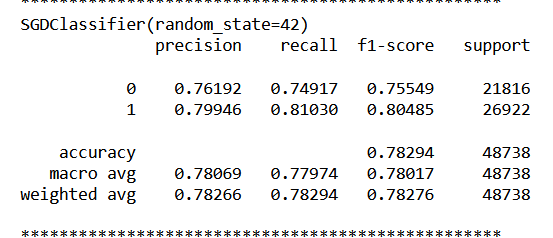 **************************************************
SGDClassifier(random_state=42)
precision recall f1-score support
0 0.76192 0.74917 0.75549 21816
1 0.79946 0.81030 0.80485 26922
accuracy 0.78294 48738
macro avg 0.78069 0.77974 0.78017 48738
weighted avg 0.78266 0.78294 0.78276 48738
**************************************************